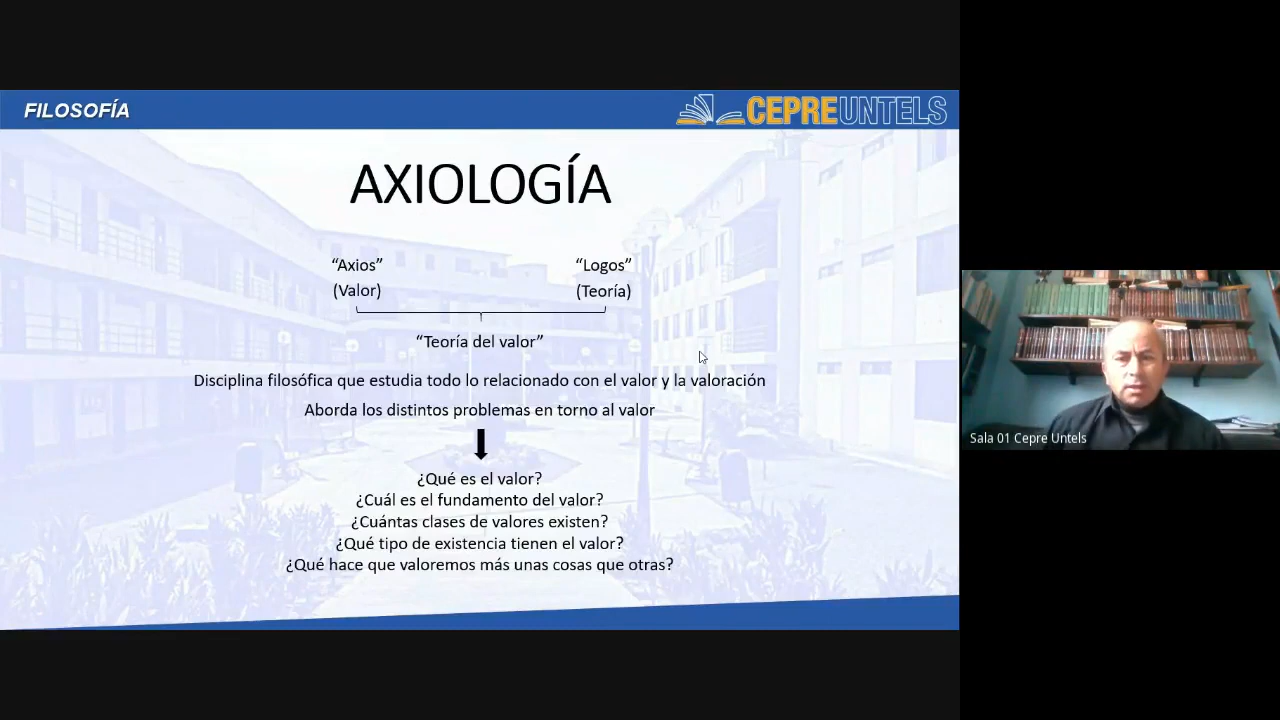 FILOSOFÍA
CEPREUNTELS
AXIOLOGÍA
“Axios” “Logos”
(Valor) (Teoría)
“Teoría del valor”
Disciplina filosófica que estudia todo lo relacionado con el valor y la valoración
Aborda los distintos problemas en torno al valor
¿Qué es el valor?
¿Cuál es el fundamento del valor?
¿Cuántas clases de valores existen?
¿Qué tipo de existencia tienen el valor?
¿Qué hace que valoremos más unas cosas que otras?
Sala 01 Cepre Untels